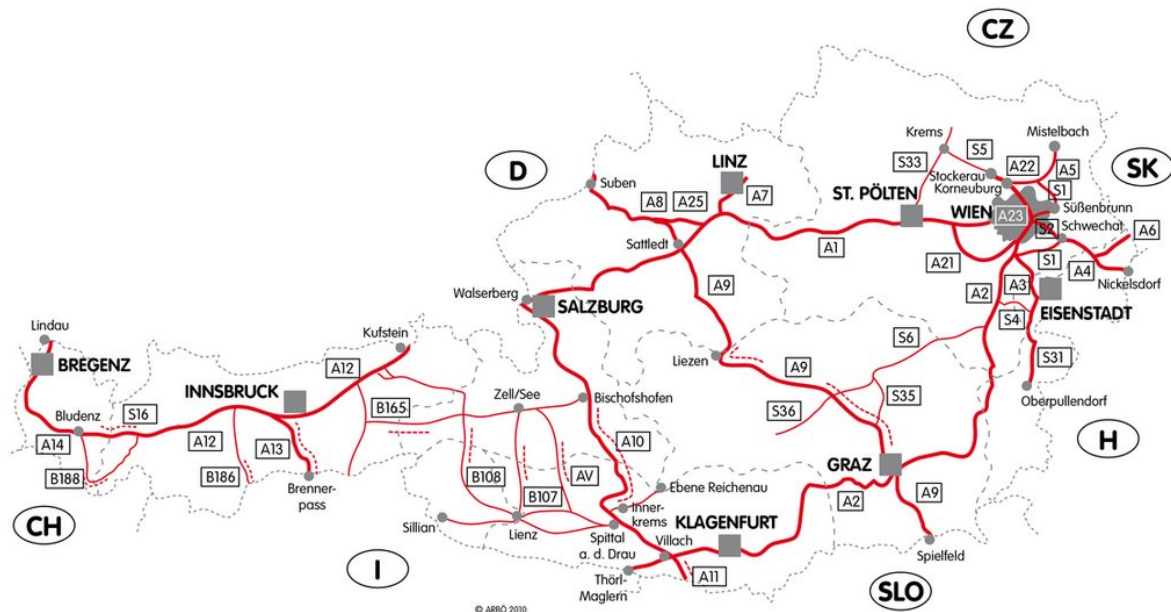 CZ
Krems
Mistelbach
S5
D
LINZ
S33
A22
SK
Stockerau
A5
Suben
Korneuburg
S1
A7
ST. PÖLTEN
A8
A25
WIEN
A23
Süßenbrunn
S2
Schwechat
A6
Sattledt
A1
A21
S1
A4
Nickelsdorf
A9
A2
A3
Walserberg
SALZBURG
EISENSTADT
S4
Lindau
Kufstein
S6
BREGENZ
Liezen
S31
A12
A9
INNSBRUCK
Zell/See
Bischofshofen
S35
Oberpullendorf
B165
S36
Bludenz
S16
A14
A12
A13
A10
H
GRAZ
B188
B186
B108
AV
B107
Brenner-
pass
Ebene Reichenau
A2
A9
CH
Sillian
Lienz
Inner-
krems
KLAGENFURT
Spittal
a. d. Drau
Villach
Spielfeld
I
Thörl-
Maglern
A11
SLO
© ARBÖ 2010